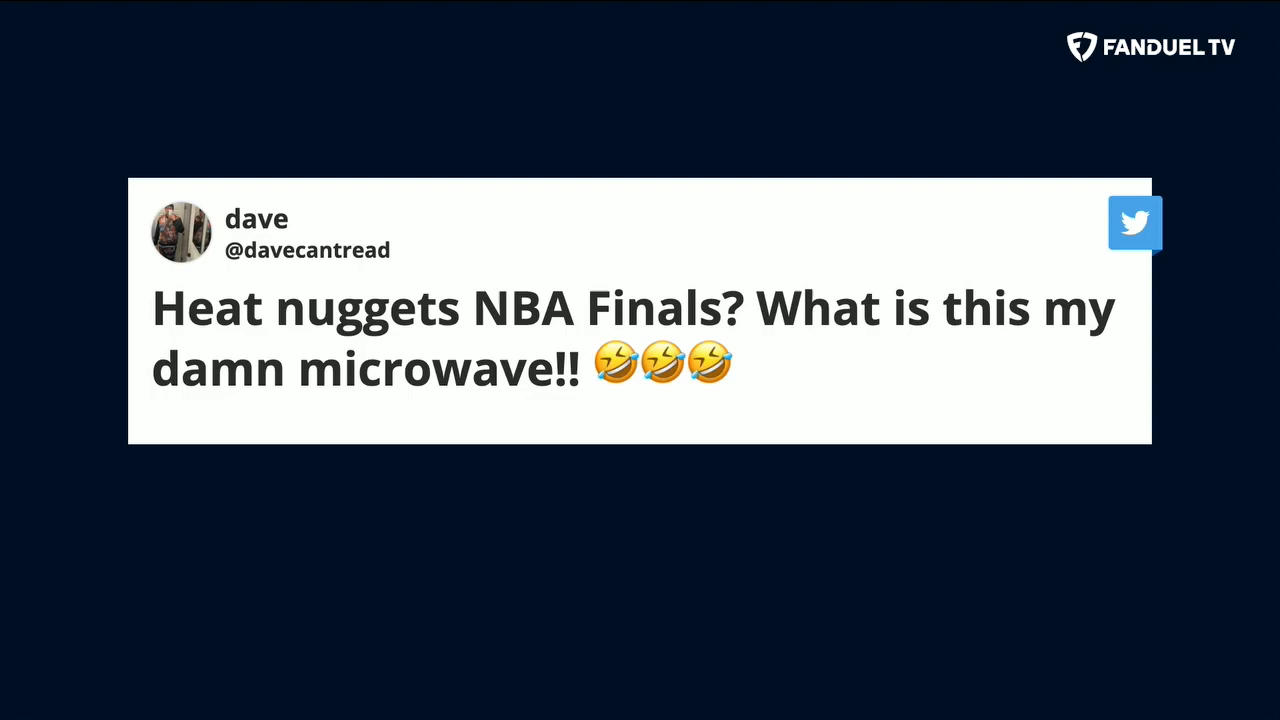 FANDUEL TV
dave
@davecantread
Heat nuggets NBA Finals? What is this my
damn microwave!! 🤣🤣🤣